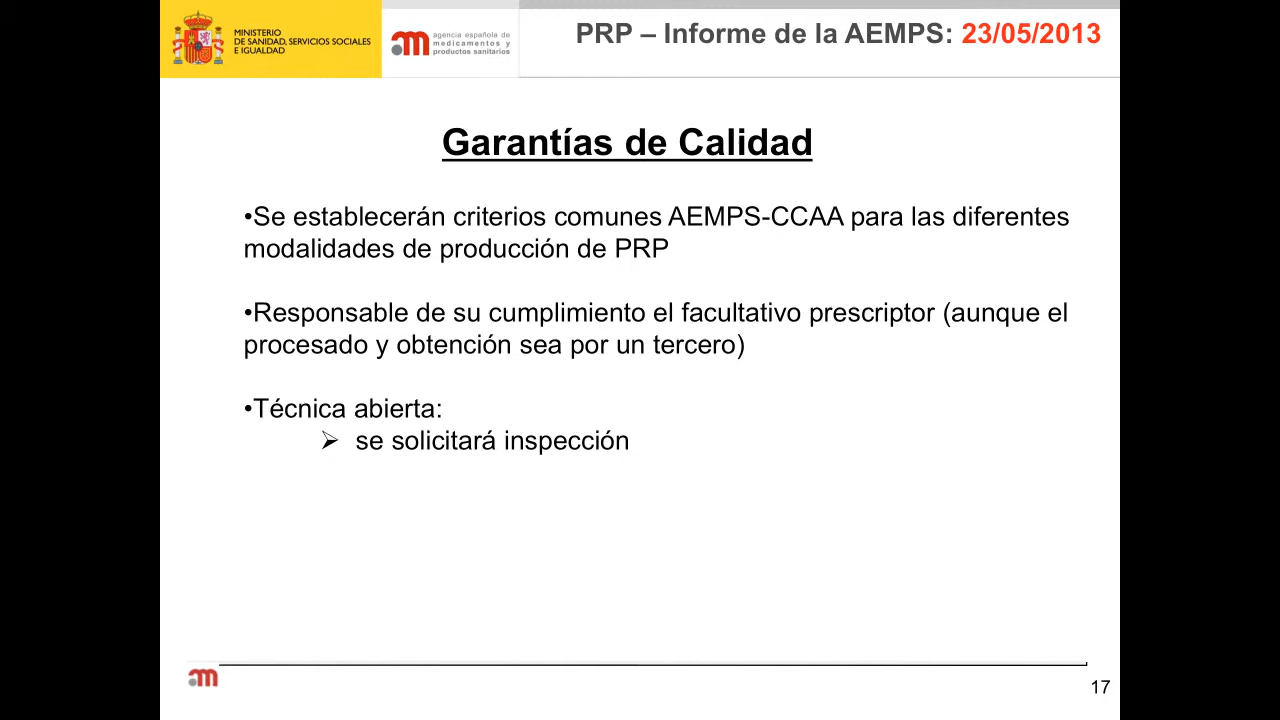 MINISTERIO
DE SANIDAD, SERVICIOS SOCIALES
E IGUALDAD
agencia española de
medicamentos y
productos sanitarios
PRP – Informe de la AEMPS: 23/05/2013
Garantías de Calidad
•Se establecerán criterios comunes AEMPS-CCAA para las diferentes
modalidades de producción de PRP
•Responsable de su cumplimiento el facultativo prescriptor (aunque el
procesado y obtención sea por un tercero)
•Técnica abierta:
➢ se solicitará inspección
17